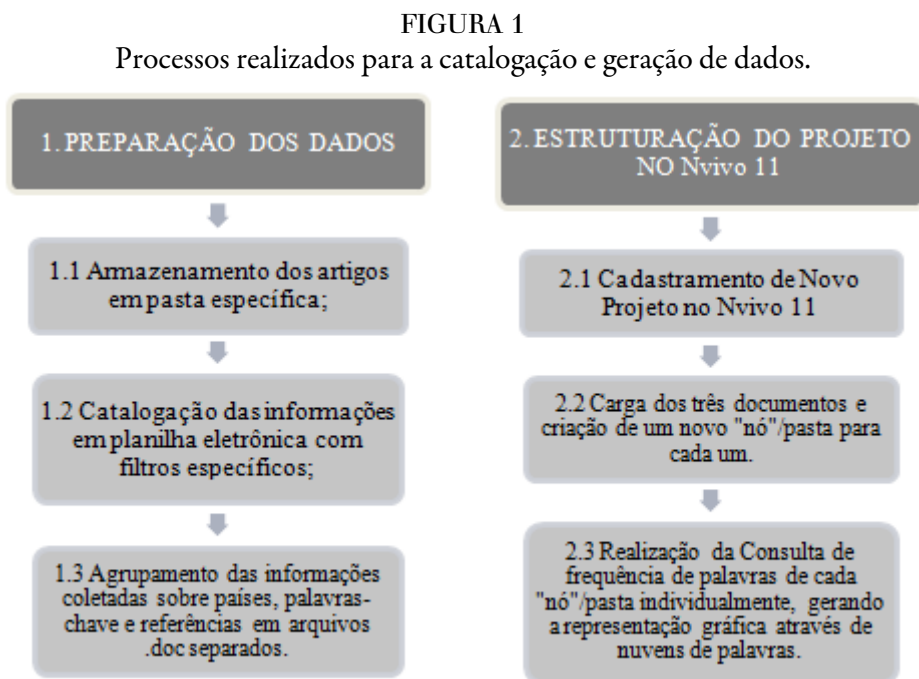 FIGURA 1
Processos realizados para a catalogação e geração de dados.
1. PREPARAÇÃO DOS DADOS
1.1 Armazenamento dos artigos
em pasta específica;
1.2 Catalogação das informações
em planilha eletrônica com
filtros específicos;
1.3 Agrupamento das informações
coletadas sobre países, palavras-
chave e referências em arquivos
.doc separados.
2. ESTRUTURAÇÃO DO PROJETO
NO Nvivo 11
2.1 Cadastramento de Novo
Projeto no Nvivo 11
2.2 Carga dos três documentos e
criação de um novo "nó"/pasta para
cada um.
2.3 Realização da Consulta de
frequência de palavras de cada
"nó"/pasta individualmente, gerando
a representação gráfica através de
nuvens de palavras.